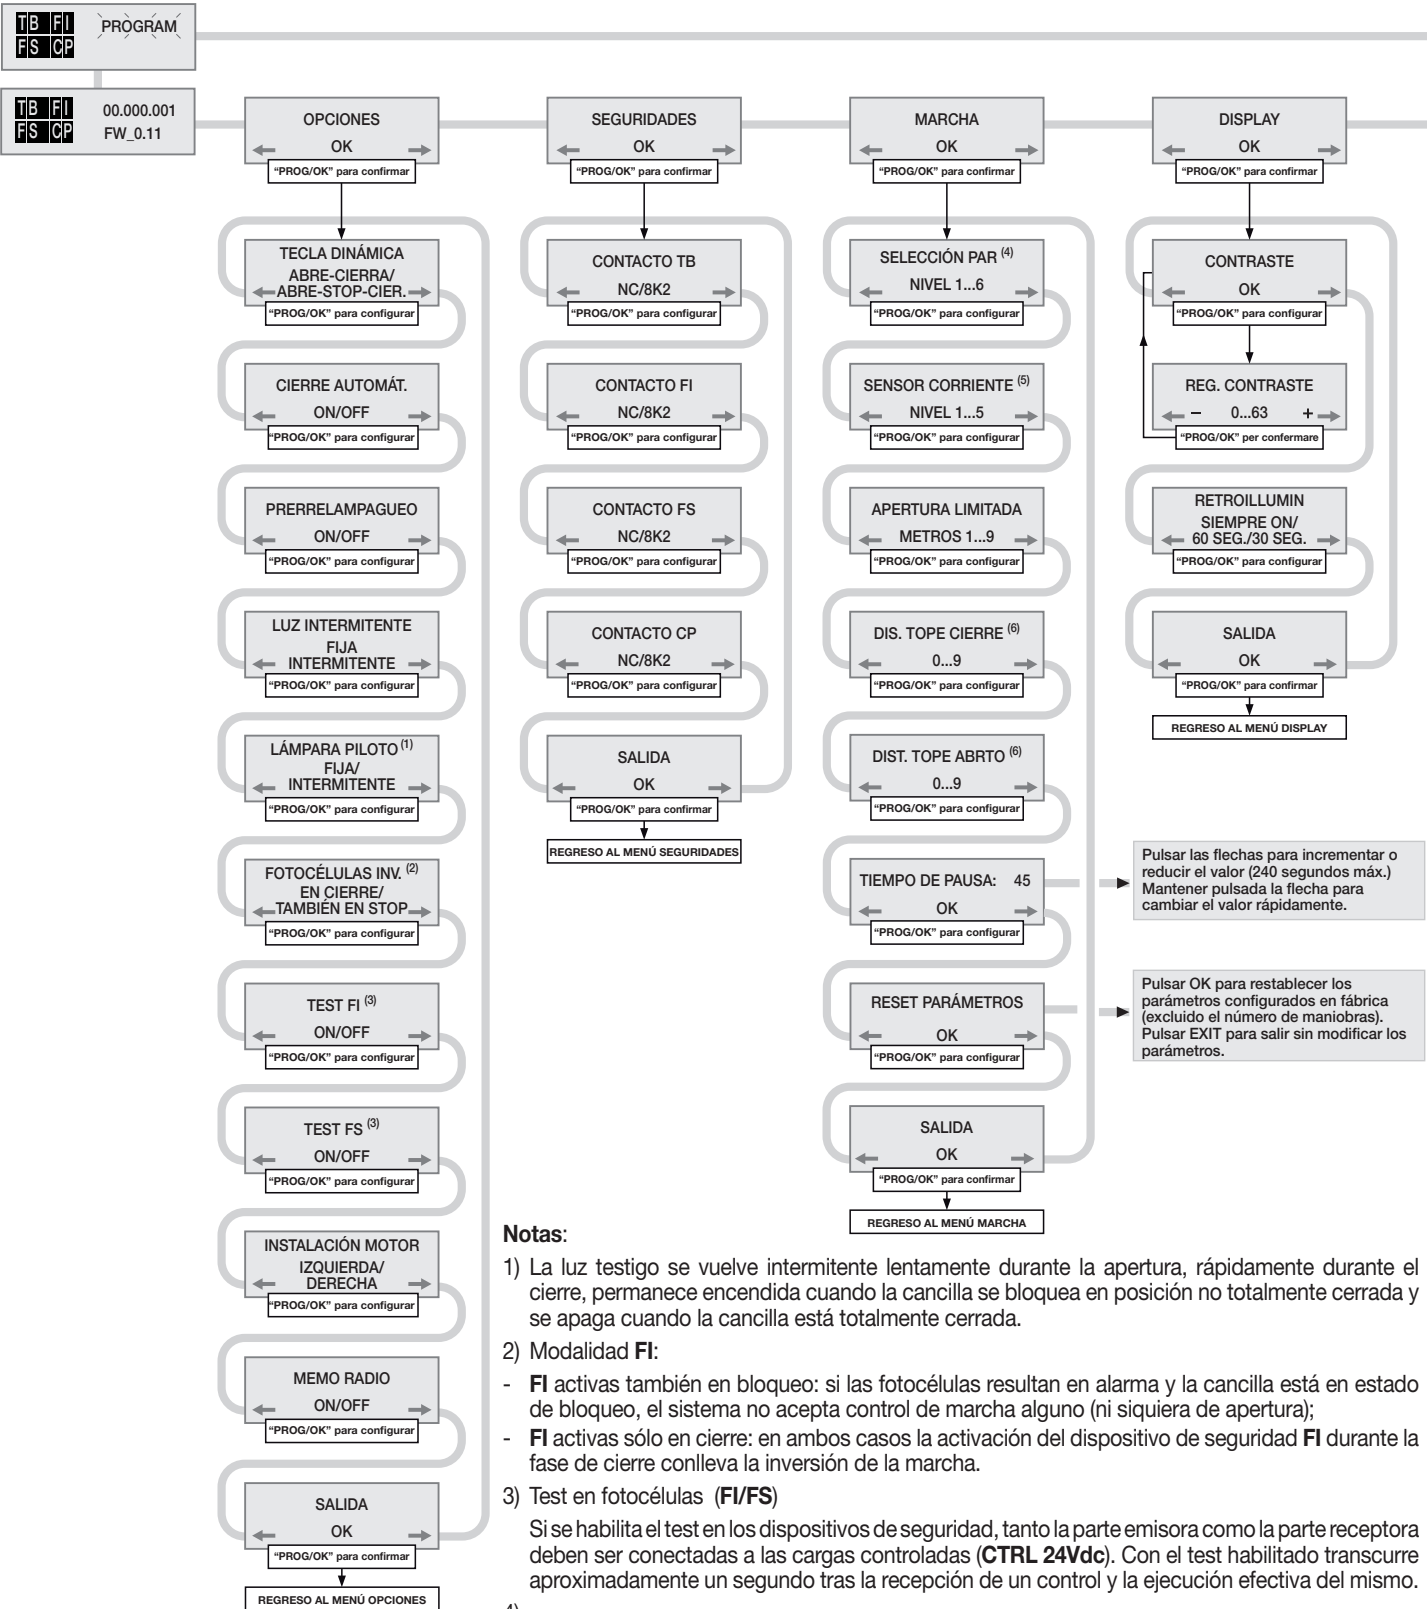 TB FI
FS CP
PROGRAM
TB FI
FS CP
00.000.001
FW_0.11
OPCIONES
OK
“PROG/OK” para confirmar
TECLA DINÁMICA
ABRE-CIERRA/
ABRE-STOP-CIER.
“PROG/OK” para configurar
CIERRE AUTOMÁT.
ON/OFF
“PROG/OK” para configurar
PRERRELAMPAGUEO
ON/OFF
“PROG/OK” para configurar
LUZ INTERMITENTE
FIJA
INTERMITENTE
“PROG/OK” para configurar
LÁMPARA PILOTO (1)
FIJA/
INTERMITENTE
“PROG/OK” para configurar
FOTOCÉLULAS INV. (2)
EN CIERRE/
TAMBIÉN EN STOP
“PROG/OK” para configurar
TEST FI (3)
ON/OFF
“PROG/OK” para configurar
TEST FS (3)
ON/OFF
“PROG/OK” para configurar
INSTALACIÓN MOTOR
IZQUIERDA/
DERECHA
“PROG/OK” para configurar
MEMO RADIO
ON/OFF
“PROG/OK” para configurar
SALIDA
OK
“PROG/OK” para confirmar
REGRESO AL MENÚ OPCIONES
SEGURIDADES
OK
“PROG/OK” para confirmar
CONTACTO TB
NC/8K2
“PROG/OK” para configurar
CONTACTO FI
NC/8K2
“PROG/OK” para configurar
CONTACTO FS
NC/8K2
“PROG/OK” para configurar
CONTACTO CP
NC/8K2
“PROG/OK” para configurar
SALIDA
OK
“PROG/OK” para confirmar
REGRESO AL MENÚ SEGURIDADES
MARCHA
OK
“PROG/OK” para confirmar
SELECCIÓN PAR (4)
NIVEL 1...6
“PROG/OK” para configurar
SENSOR CORRIENTE (5)
NIVEL 1...5
“PROG/OK” para configurar
APERTURA LIMITADA
METROS 1...9
“PROG/OK” para configurar
DIS. TOPE CIERRE (6)
0...9
“PROG/OK” para configurar
DIST. TOPE ABRTO (6)
0...9
“PROG/OK” para configurar
TIEMPO DE PAUSA: 45
OK
“PROG/OK” para configurar
RESET PARÁMETROS
OK
“PROG/OK” para configurar
SALIDA
OK
“PROG/OK” para confirmar
REGRESO AL MENÚ MARCHA
DISPLAY
OK
“PROG/OK” para confirmar
CONTRASTE
OK
“PROG/OK” para configurar
REG. CONTRASTE
− 0...63 +
“PROG/OK” per confermare
RETROILLUMIN
SIEMPRE ON/
60 SEG./30 SEG.
“PROG/OK” para configurar
SALIDA
OK
“PROG/OK” para confirmar
REGRESO AL MENÚ DISPLAY
Pulsar las flechas para incrementar o
reducir el valor (240 segundos máx.)
Mantener pulsada la flecha para
cambiar el valor rápidamente.
Pulsar OK para restablecer los
parámetros configurados en fábrica
(excluido el número de maniobras).
Pulsar EXIT para salir sin modificar los
parámetros.
Notas:
1) La luz testigo se vuelve intermitente lentamente durante la apertura, rápidamente durante el
cierre, permanece encendida cuando la cancilla se bloquea en posición no totalmente cerrada y
se apaga cuando la cancilla está totalmente cerrada.
2) Modalidad FI:
- FI activas también en bloqueo: si las fotocélulas resultan en alarma y la cancilla está en estado
de bloqueo, el sistema no acepta control de marcha alguno (ni siquiera de apertura);
- FI activas sólo en cierre: en ambos casos la activación del dispositivo de seguridad FI durante la
fase de cierre conlleva la inversión de la marcha.
3) Test en fotocélulas (FI/FS)
Si se habilita el test en los dispositivos de seguridad, tanto la parte emisora como la parte receptora
deben ser conectadas a las cargas controladas (CTRL 24Vdc). Con el test habilitado transcurre
aproximadamente un segundo tras la recepción de un control y la ejecución efectiva del mismo.